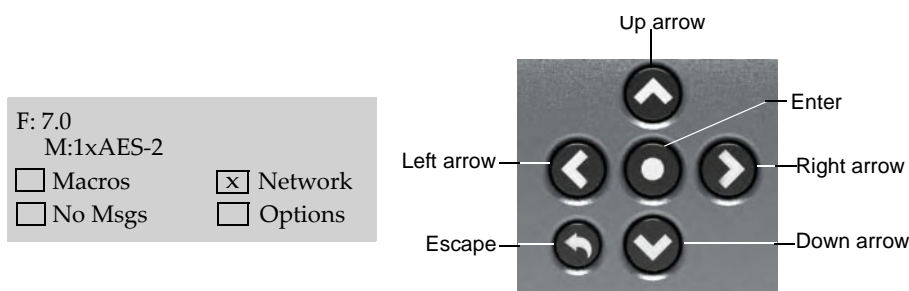 F: 7.0
M:1xAES-2
Macros
x Network
No Msgs
Options
Up arrow
Enter
Left arrow
Right arrow
Escape
Down arrow